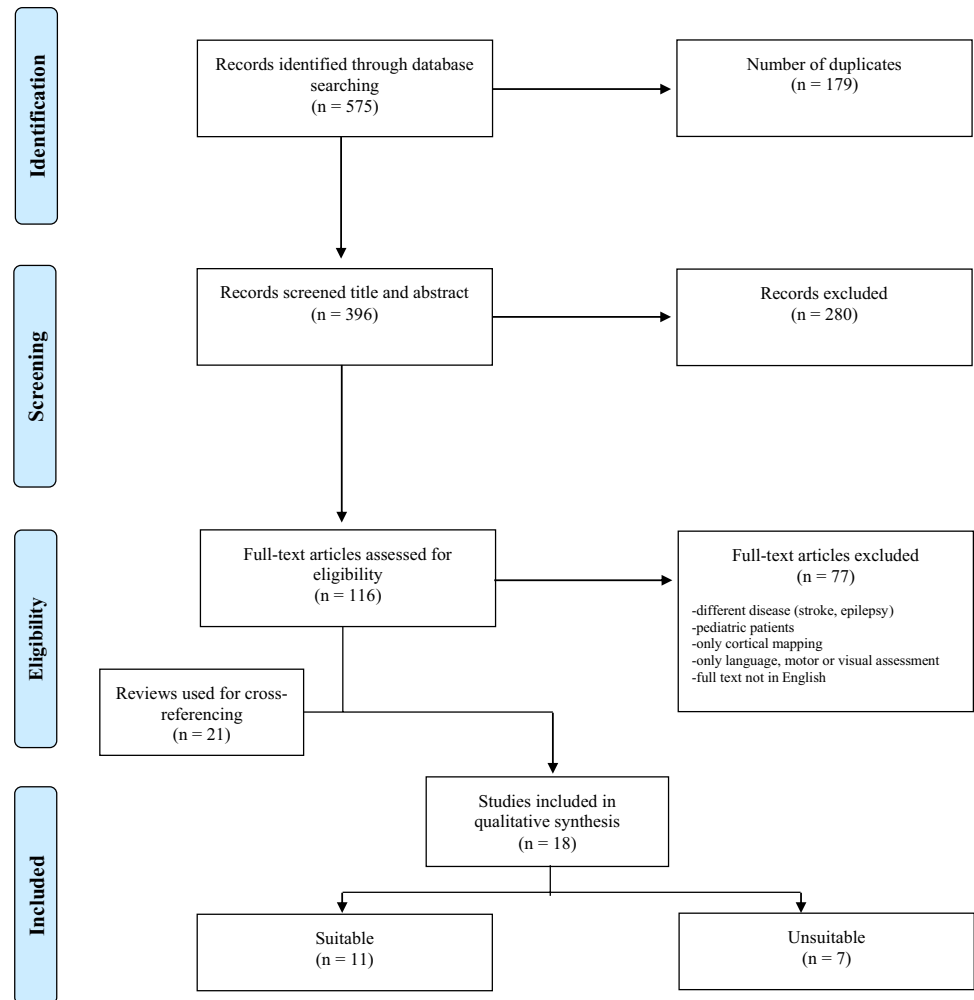 Identification
Records identified through database
searching
(n = 575)
Number of duplicates
(n = 179)
Screening
Records screened title and abstract
(n = 396)
Records excluded
(n = 280)
Eligibility
Full-text articles assessed for
eligibility
(n = 116)
Full-text articles excluded
(n = 77)
-different disease (stroke, epilepsy)
-pediatric patients
-only cortical mapping
-only language, motor or visual assessment
-full text not in English
Reviews used for cross-
referencing
(n = 21)
Included
Studies included in
qualitative synthesis
(n = 18)
Suitable
(n = 11)
Unsuitable
(n = 7)